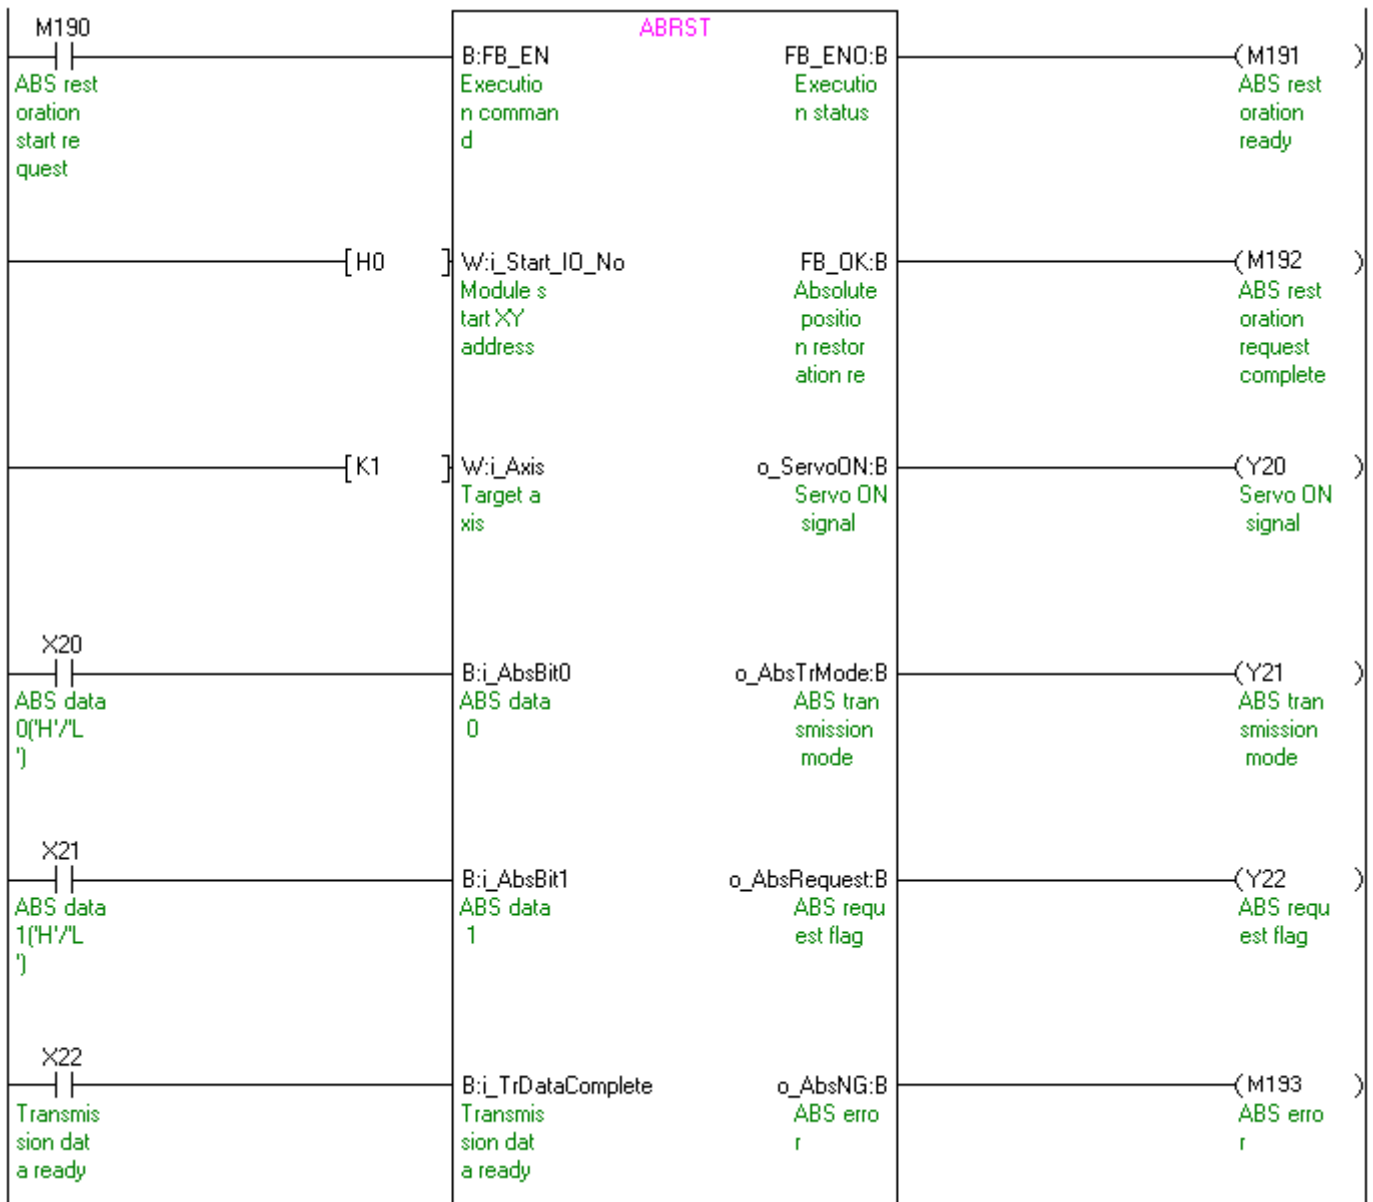 M190
ABRST
B:FB_EN
FB_ENO:B
(M191 )
ABS rest
oration
start re
quest
Executio
n comman
d
Executio
n status
ABS rest
oration
ready
[H0 ]
W:i_Start_IO_No
FB_OK:B
(M192 )
Module s
tart XY
address
Absolute
positio
n restor
ation re
ABS rest
oration
request
complete
[K1 ]
W:i_Axis
o_ServoON:B
(Y20 )
Target a
xis
Servo ON
signal
Servo ON
signal
X20
B:i_AbsBit0
o_AbsTrMode:B
(Y21 )
ABS data
0('H'/'L
')
ABS data
0
ABS tran
smission
mode
ABS tran
smission
mode
X21
B:i_AbsBit1
o_AbsRequest:B
(Y22 )
ABS data
1('H'/'L
')
ABS data
1
ABS requ
est flag
ABS requ
est flag
X22
B:i_TrDataComplete
o_AbsNG:B
(M193 )
Transmis
sion dat
a ready
Transmis
sion dat
a ready
ABS erro
r
ABS erro
r